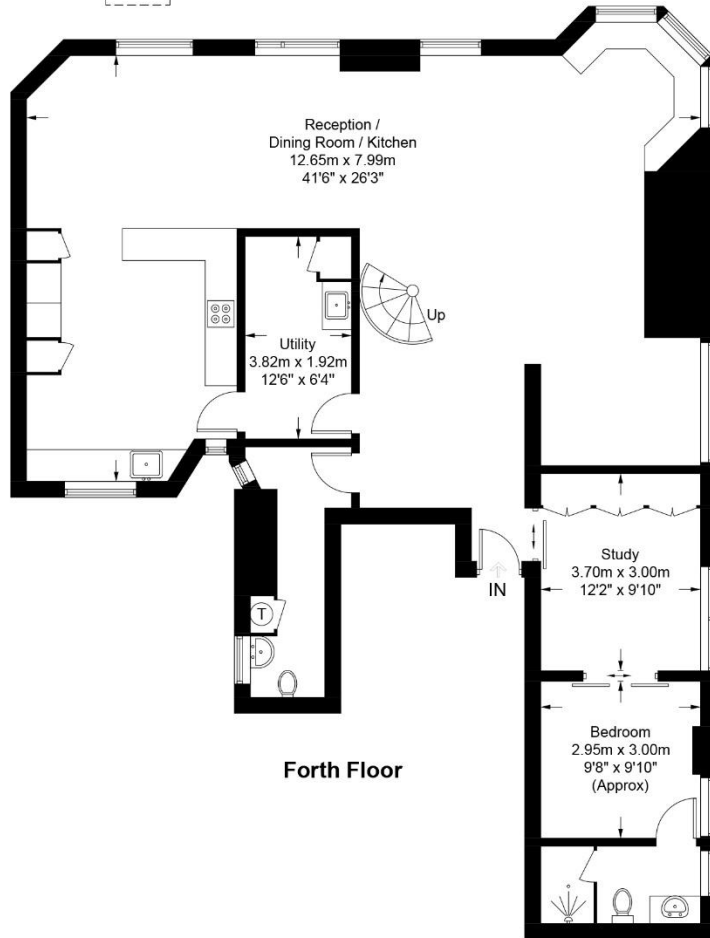 Reception /
Dining Room / Kitchen
12.65m x 7.99m
41'6" x 26'3"
Up
Utility
3.82m x 1.92m
12'6" x 6'4"
IN
Study
3.70m x 3.00m
12'2" x 9'10"
T
Bedroom
2.95m x 3.00m
9'8" x 9'10"
(Approx)
Forth Floor